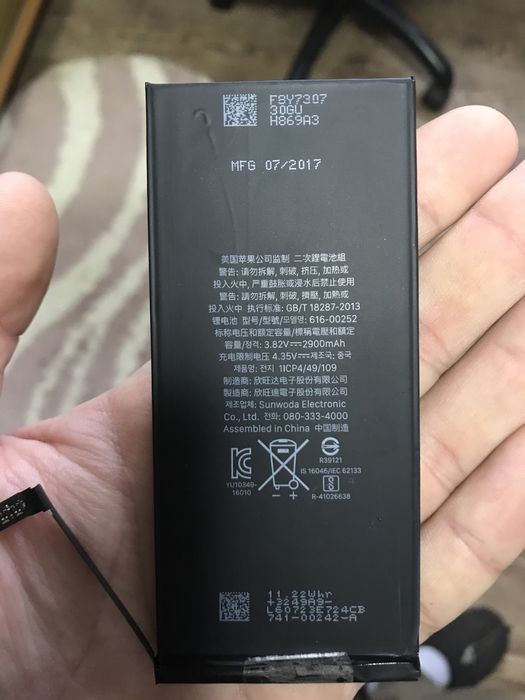 F8Y7307
30GU
H869A3
MFG 07/2017
美国苹果公司监制 二次鋰電池組
警告: 请勿拆解, 刺破, 挤压, 加热或
投入火中, 严重鼓胀或浸水后禁止使用
警告: 請勿拆解, 刺破, 擠壓, 加熱或
投入火中 执行标准: GB/T 18287-2013
锂电池 型号/型號/모델명: 616-00252
标称电压和额定容量/標稱電壓和額定
容量/정격: 3.82V⎓2900mAh
充电限制电压 4.35V⎓제조국: 중국
제품명: 전지 1ICP4/49/109
制造商: 欣旺达电子股份有限公司
製造商: 欣旺達電子股份有限公司
제조업체: Sunwoda Electronic
Co., Ltd. 전화: 080-333-4000
Assembled in China 中国制造
R39121
IS 16046/IEC 62133
YU10349-
16010
R-41026638
11.22Whr
+3249A9-
L60723E724CB
741-00242-A